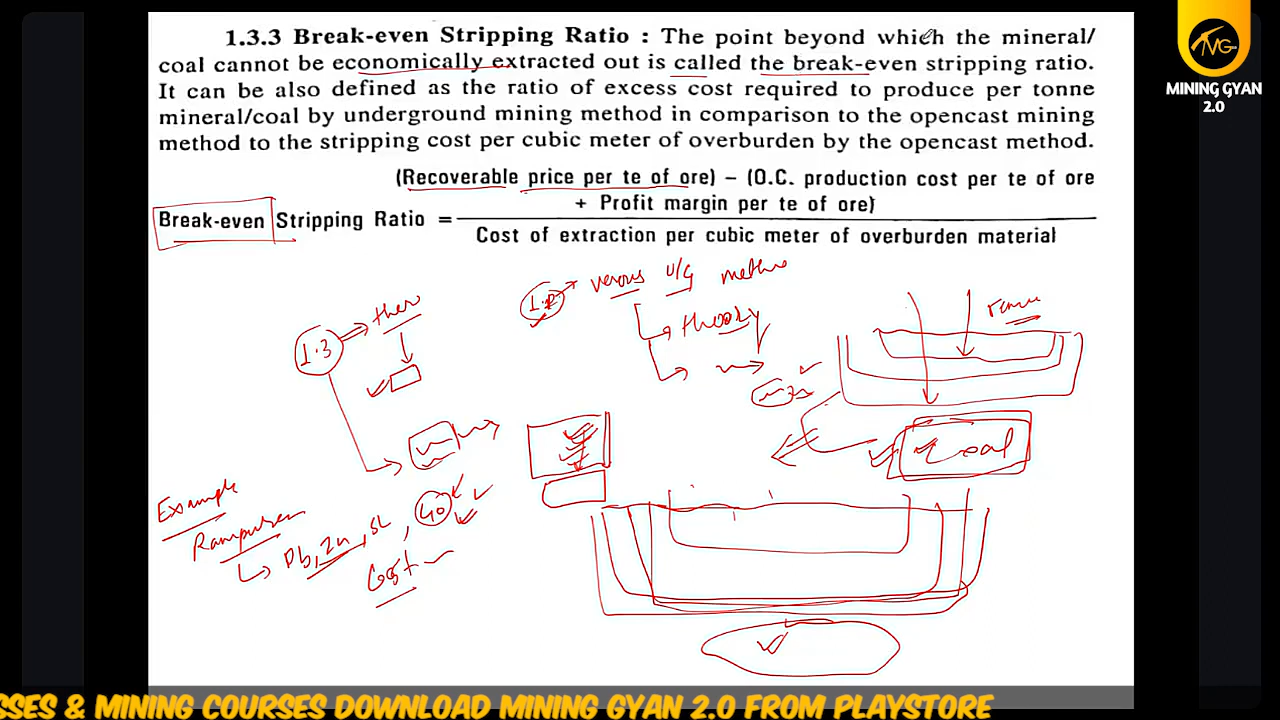 1.3.3 Break-even Stripping Ratio : The point beyond which the mineral/
coal cannot be economically extracted out is called the break-even stripping ratio.
It can be also defined as the ratio of excess cost required to produce per tonne
mineral/coal by underground mining method in comparison to the opencast mining
method to the stripping cost per cubic meter of overburden by the opencast method.
(Recoverable price per te of ore) – (O.C. production cost per te of ore
+ Profit margin per te of ore)
Break-even Stripping Ratio =
Cost of extraction per cubic meter of overburden material
MINING GYAN
2.0
U/G
theory
1.3
Coal
Example
Pb, Zn,
Cost
SSES & MINING COURSES DOWNLOAD MINING GYAN 2.0 FROM PLAYSTORE